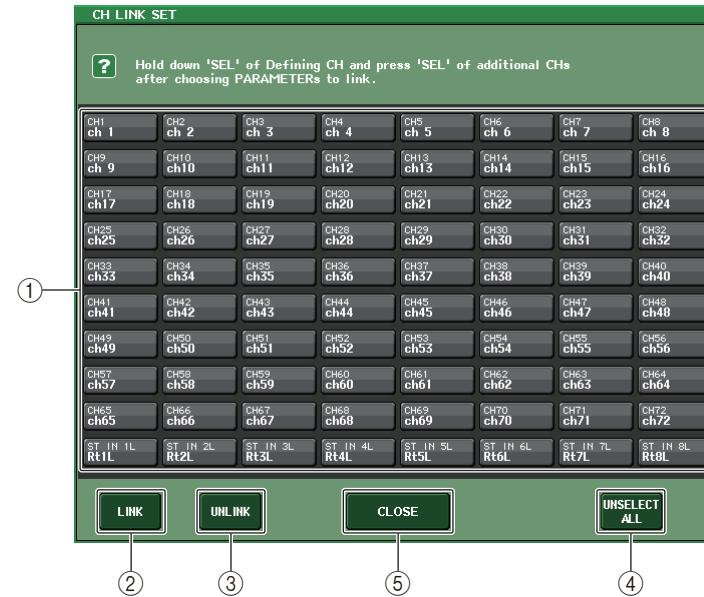 CH LINK SET
? Hold down 'SEL' of Defining CH and press 'SEL' of additional CHs
after choosing PARAMETERs to link.
CH1 CH2 CH3 CH4 CH5 CH6 CH7 CH8
ch 1 ch 2 ch 3 ch 4 ch 5 ch 6 ch 7 ch 8
CH9 CH10 CH11 CH12 CH13 CH14 CH15 CH16
ch 9 ch10 ch11 ch12 ch13 ch14 ch15 ch16
CH17 CH18 CH19 CH20 CH21 CH22 CH23 CH24
ch17 ch18 ch19 ch20 ch21 ch22 ch23 ch24
CH25 CH26 CH27 CH28 CH29 CH30 CH31 CH32
ch25 ch26 ch27 ch28 ch29 ch30 ch31 ch32
CH33 CH34 CH35 CH36 CH37 CH38 CH39 CH40
ch33 ch34 ch35 ch36 ch37 ch38 ch39 ch40
①
CH41 CH42 CH43 CH44 CH45 CH46 CH47 CH48
ch41 ch42 ch43 ch44 ch45 ch46 ch47 ch48
CH49 CH50 CH51 CH52 CH53 CH54 CH55 CH56
ch49 ch50 ch51 ch52 ch53 ch54 ch55 ch56
CH57 CH58 CH59 CH60 CH61 CH62 CH63 CH64
ch57 ch58 ch59 ch60 ch61 ch62 ch63 ch64
CH65 CH66 CH67 CH68 CH69 CH70 CH71 CH72
ch65 ch66 ch67 ch68 ch69 ch70 ch71 ch72
ST IN 1L ST IN 2L ST IN 3L ST IN 4L ST IN 5L ST IN 6L ST IN 7L ST IN 8L
Rt1L Rt2L Rt3L Rt4L Rt5L Rt6L Rt7L Rt8L
LINK UNLINK CLOSE UNSELECT
ALL
② ③ ⑤ ④